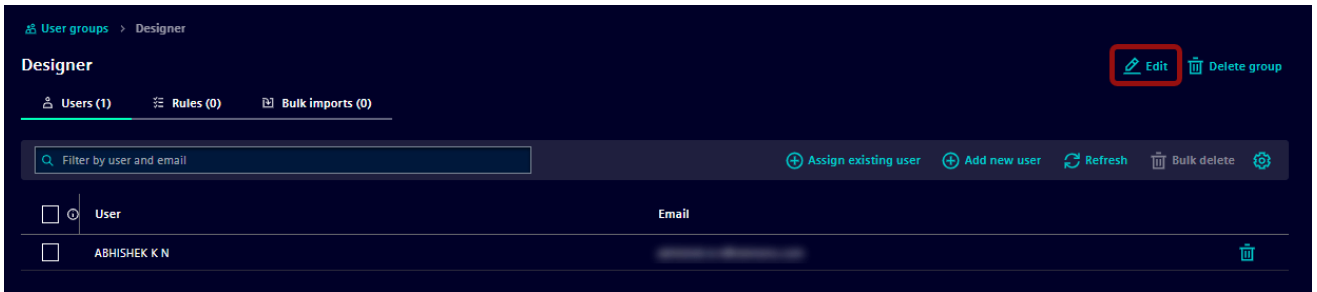 User groups > Designer
Designer
Edit
Delete group
Users (1)
Rules (0)
Bulk imports (0)
Filter by user and email
Assign existing user
Add new user
Refresh
Bulk delete
User
Email
ABHISHEK K N